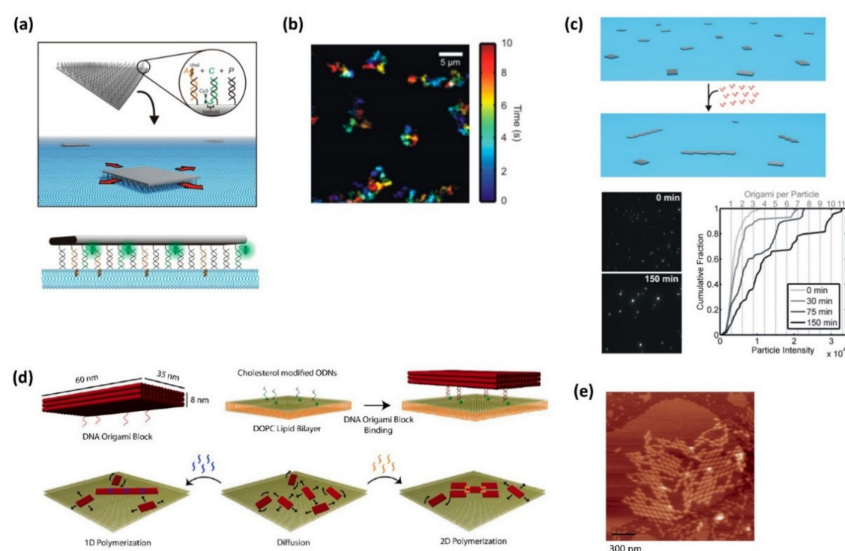 (a)
A + C + P
chol
Cy3
(b)
5 µm
10
8
6
4
2
0
Time (s)
(c)
0 min
150 min
Origami per Particle
1 2 3 4 5 6 7 8 9 10 11
Cumulative Fraction
1
0.8
0.6
0.4
0.2
0
0 min
30 min
75 min
150 min
0 1 2 3
Particle Intensity
(d)
60 nm
35 nm
8 nm
DNA Origami Block
Cholesterol modified ODNs
DOPC Lipid Bilayer
DNA Origami Block
Binding
1D Polymerization
Diffusion
2D Polymerization
(e)
300 nm